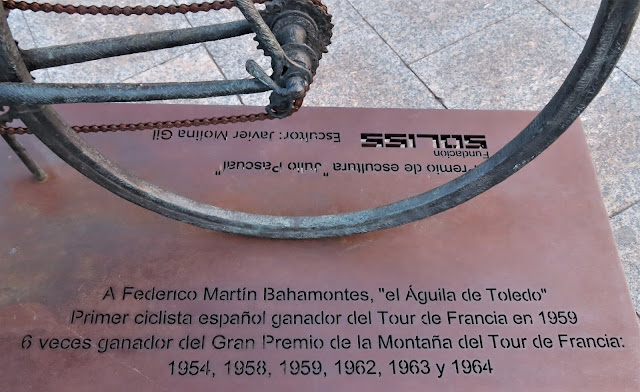 A Federico Martín Bahamontes, "el Águila de Toledo"
Primer ciclista español ganador del Tour de Francia en 1959
6 veces ganador del Gran Premio de la Montaña del Tour de Francia:
1954, 1958, 1959, 1962, 1963 y 1964
Premio de escultura "Julio Pascual"
Fundación
SOLISS
Escultor: Javier Molina Gil